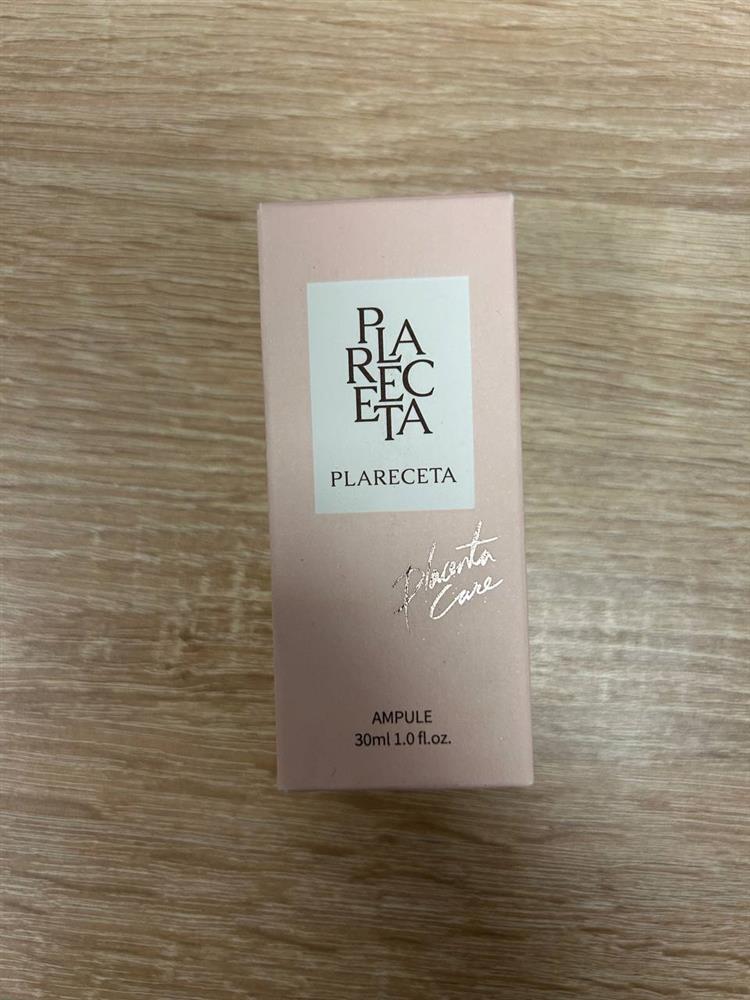 PLA
REC
ETA
PLARECETA
Placenta
Care
AMPULE
30ml 1.0 fl.oz.